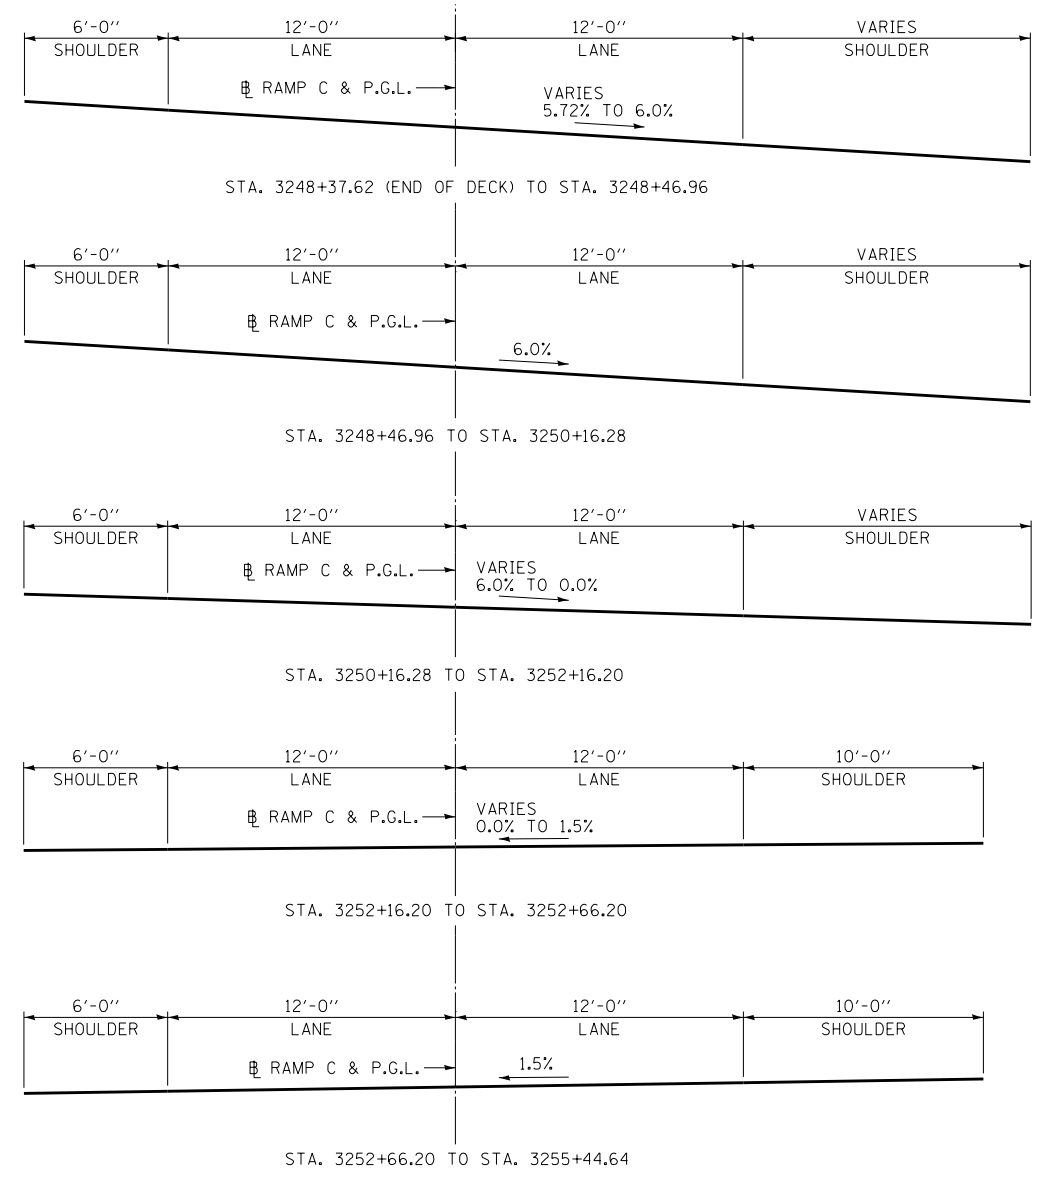 6'-0" 12'-0" 12'-0" VARIES
SHOULDER LANE LANE SHOULDER
℄ RAMP C & P.G.L.
VARIES
5.72% TO 6.0%
STA. 3248+37.62 (END OF DECK) TO STA. 3248+46.96
6'-0" 12'-0" 12'-0" VARIES
SHOULDER LANE LANE SHOULDER
℄ RAMP C & P.G.L.
6.0%
STA. 3248+46.96 TO STA. 3250+16.28
6'-0" 12'-0" 12'-0" VARIES
SHOULDER LANE LANE SHOULDER
℄ RAMP C & P.G.L.
VARIES
6.0% TO 0.0%
STA. 3250+16.28 TO STA. 3252+16.20
6'-0" 12'-0" 12'-0" 10'-0"
SHOULDER LANE LANE SHOULDER
℄ RAMP C & P.G.L.
VARIES
0.0% TO 1.5%
STA. 3252+16.20 TO STA. 3252+66.20
6'-0" 12'-0" 12'-0" 10'-0"
SHOULDER LANE LANE SHOULDER
℄ RAMP C & P.G.L.
1.5%
STA. 3252+66.20 TO STA. 3255+44.64